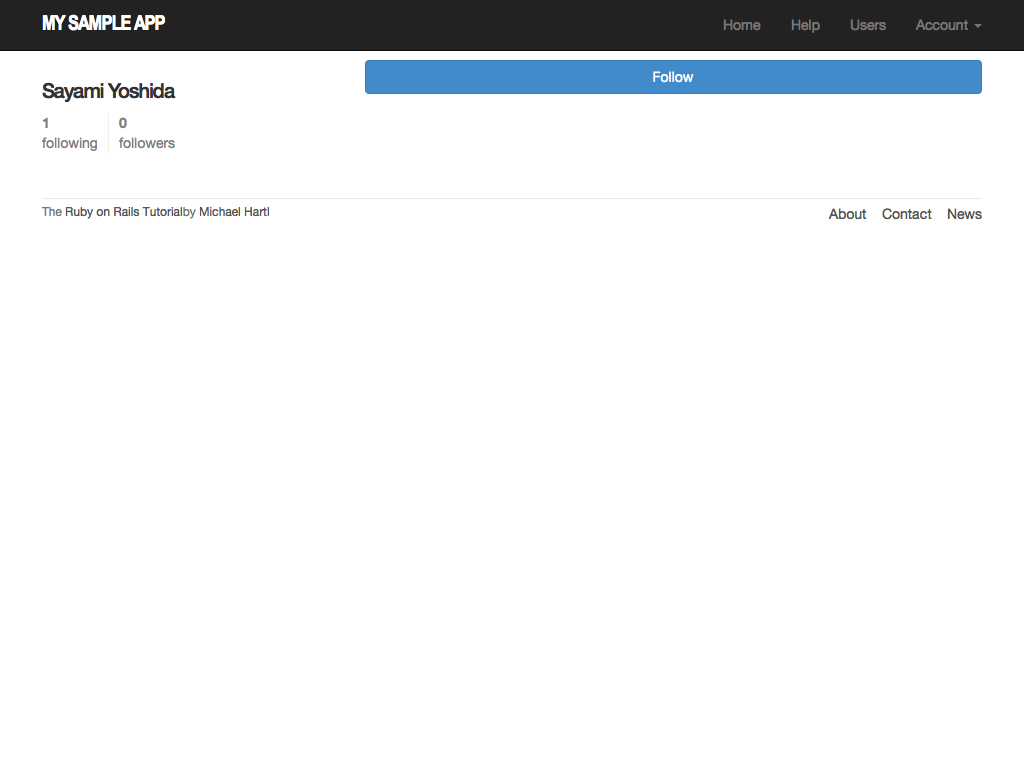 MY SAMPLE APP Home Help Users Account
Follow
Sayami Yoshida
1 0
following followers
The Ruby on Rails Tutorialby Michael Hartl About Contact News